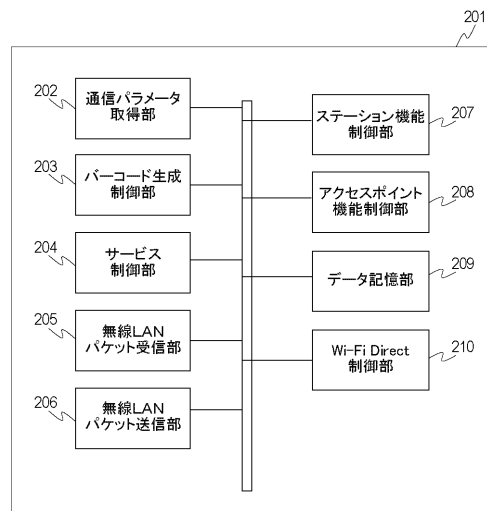 201
202
通信パラメータ
取得部
203
バーコード生成
制御部
204
サービス
制御部
205
無線LAN
パケット受信部
206
無線LAN
パケット送信部
ステーション機能
制御部
207
アクセスポイント
機能制御部
208
データ記憶部
209
Wi-Fi Direct
制御部
210